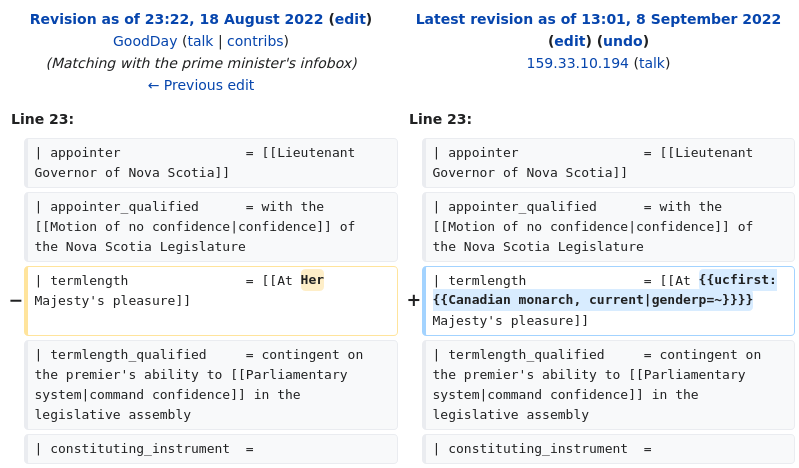 Revision as of 23:22, 18 August 2022 (edit)
GoodDay (talk | contribs)
(Matching with the prime minister's infobox)
← Previous edit
Latest revision as of 13:01, 8 September 2022
(edit) (undo)
159.33.10.194 (talk)
Line 23:
Line 23:
| appointer                = [[Lieutenant
Governor of Nova Scotia]]
| appointer                = [[Lieutenant
Governor of Nova Scotia]]
| appointer_qualified      = with the
[[Motion of no confidence|confidence]] of
the Nova Scotia Legislature
| appointer_qualified      = with the
[[Motion of no confidence|confidence]] of
the Nova Scotia Legislature
− | termlength               = [[At Her
Majesty's pleasure]]
+ | termlength               = [[At {{ucfirst:
{{Canadian monarch, current|genderp=~}}}}
Majesty's pleasure]]
| termlength_qualified     = contingent on
the premier's ability to [[Parliamentary
system|command confidence]] in the
legislative assembly
| termlength_qualified     = contingent on
the premier's ability to [[Parliamentary
system|command confidence]] in the
legislative assembly
| constituting_instrument  =
| constituting_instrument  =